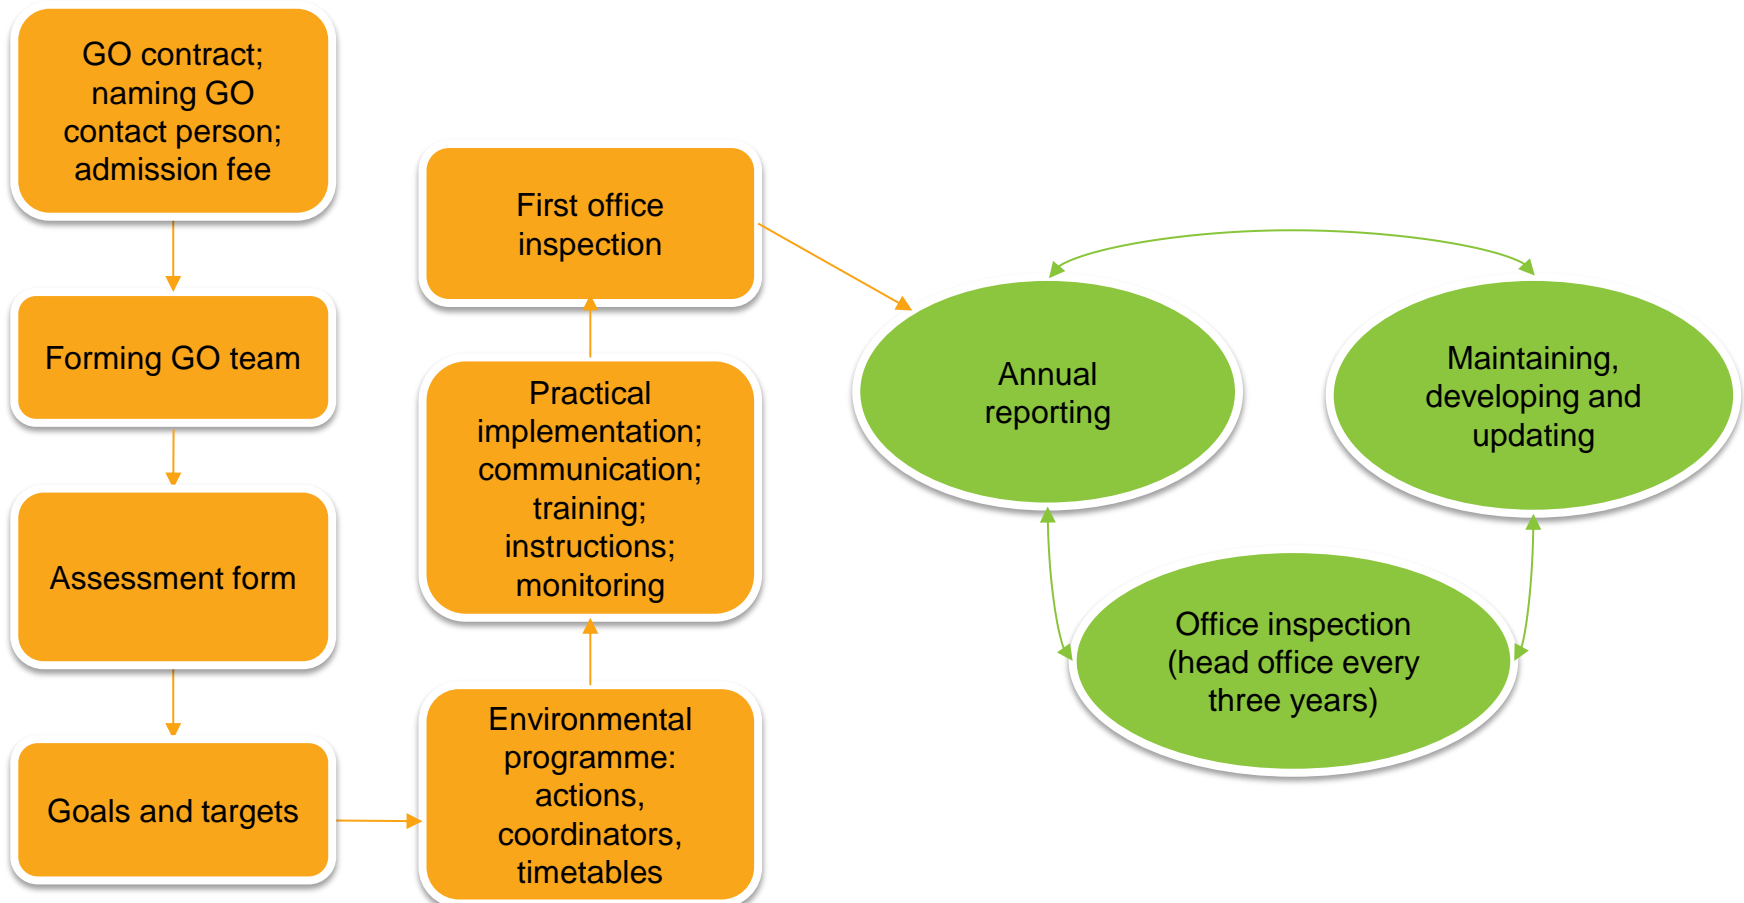 GO contract;
naming GO
contact person;
admission fee
Forming GO team
Assessment form
Goals and targets
Environmental
programme:
actions,
coordinators,
timetables
Practical
implementation;
communication;
training;
instructions;
monitoring
First office
inspection
Annual
reporting
Maintaining,
developing and
updating
Office inspection
(head office every
three years)